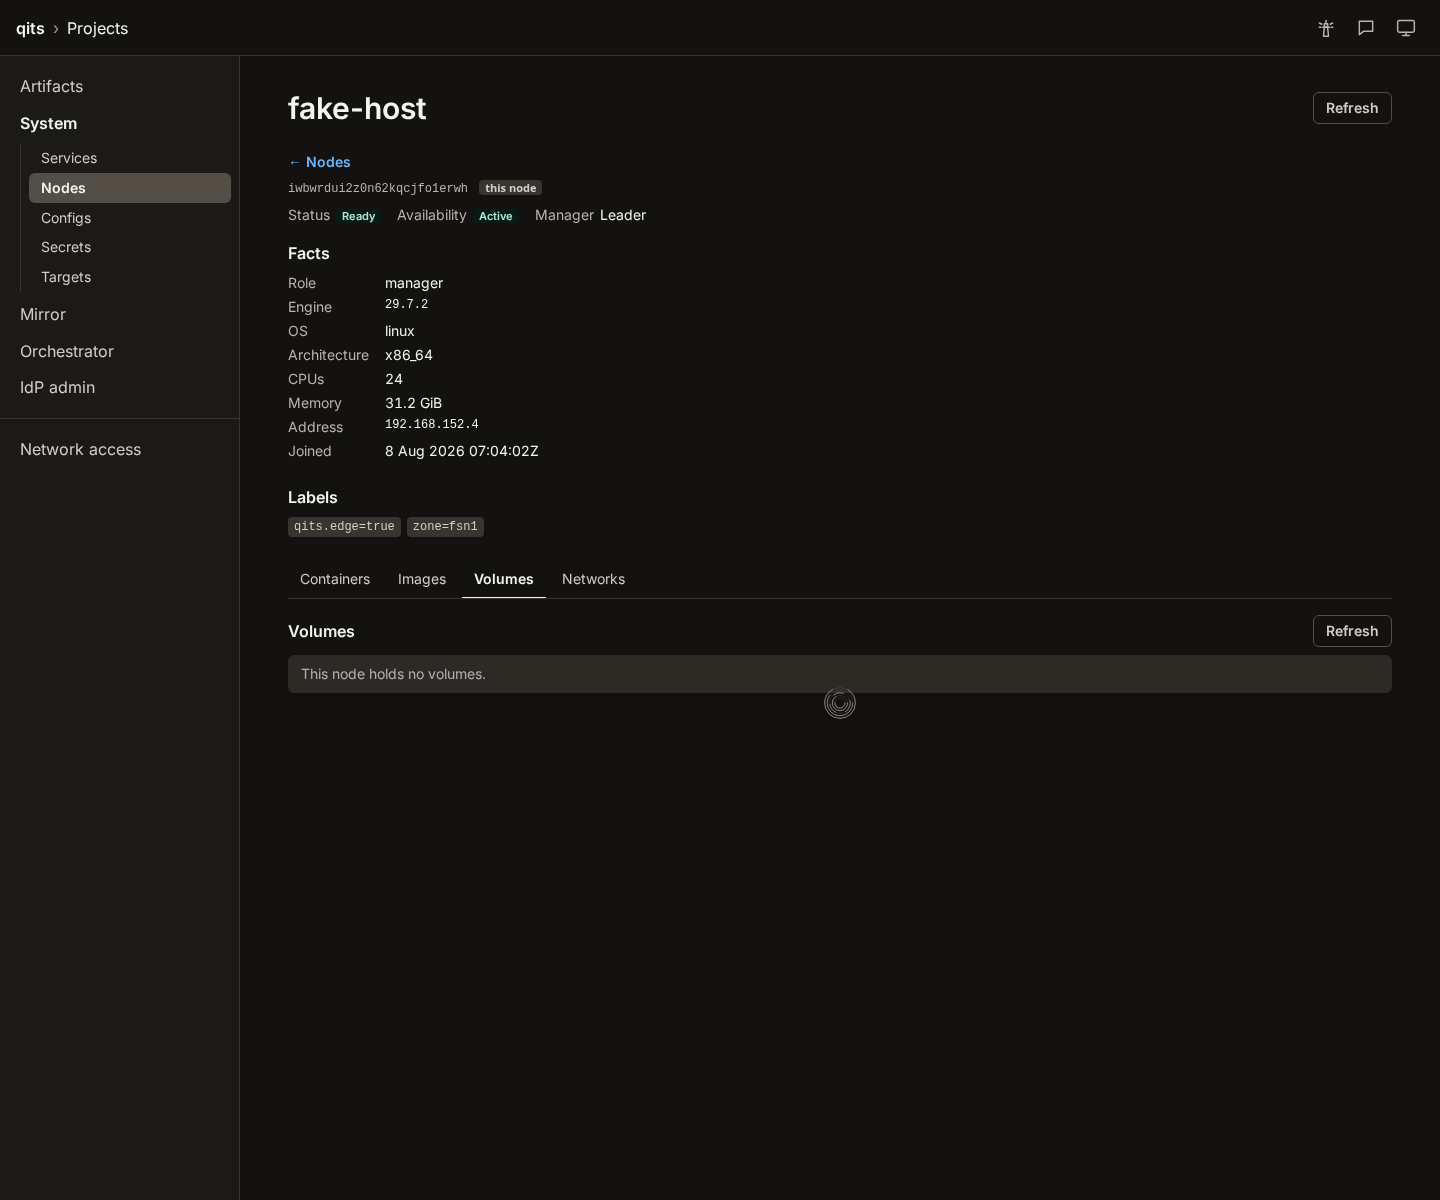 qits › Projects
Artifacts
System
Services
Nodes
Configs
Secrets
Targets
Mirror
Orchestrator
IdP admin
Network access
fake-host
Refresh
← Nodes
iwbwrdui2z0n62kqcjfo1erwh this node
Status Ready Availability Active Manager Leader
Facts
Role manager
Engine 29.7.2
OS linux
Architecture x86_64
CPUs 24
Memory 31.2 GiB
Address 192.168.152.4
Joined 8 Aug 2026 07:04:02Z
Labels
qits.edge=true zone=fsn1
Containers Images Volumes Networks
Volumes
Refresh
This node holds no volumes.